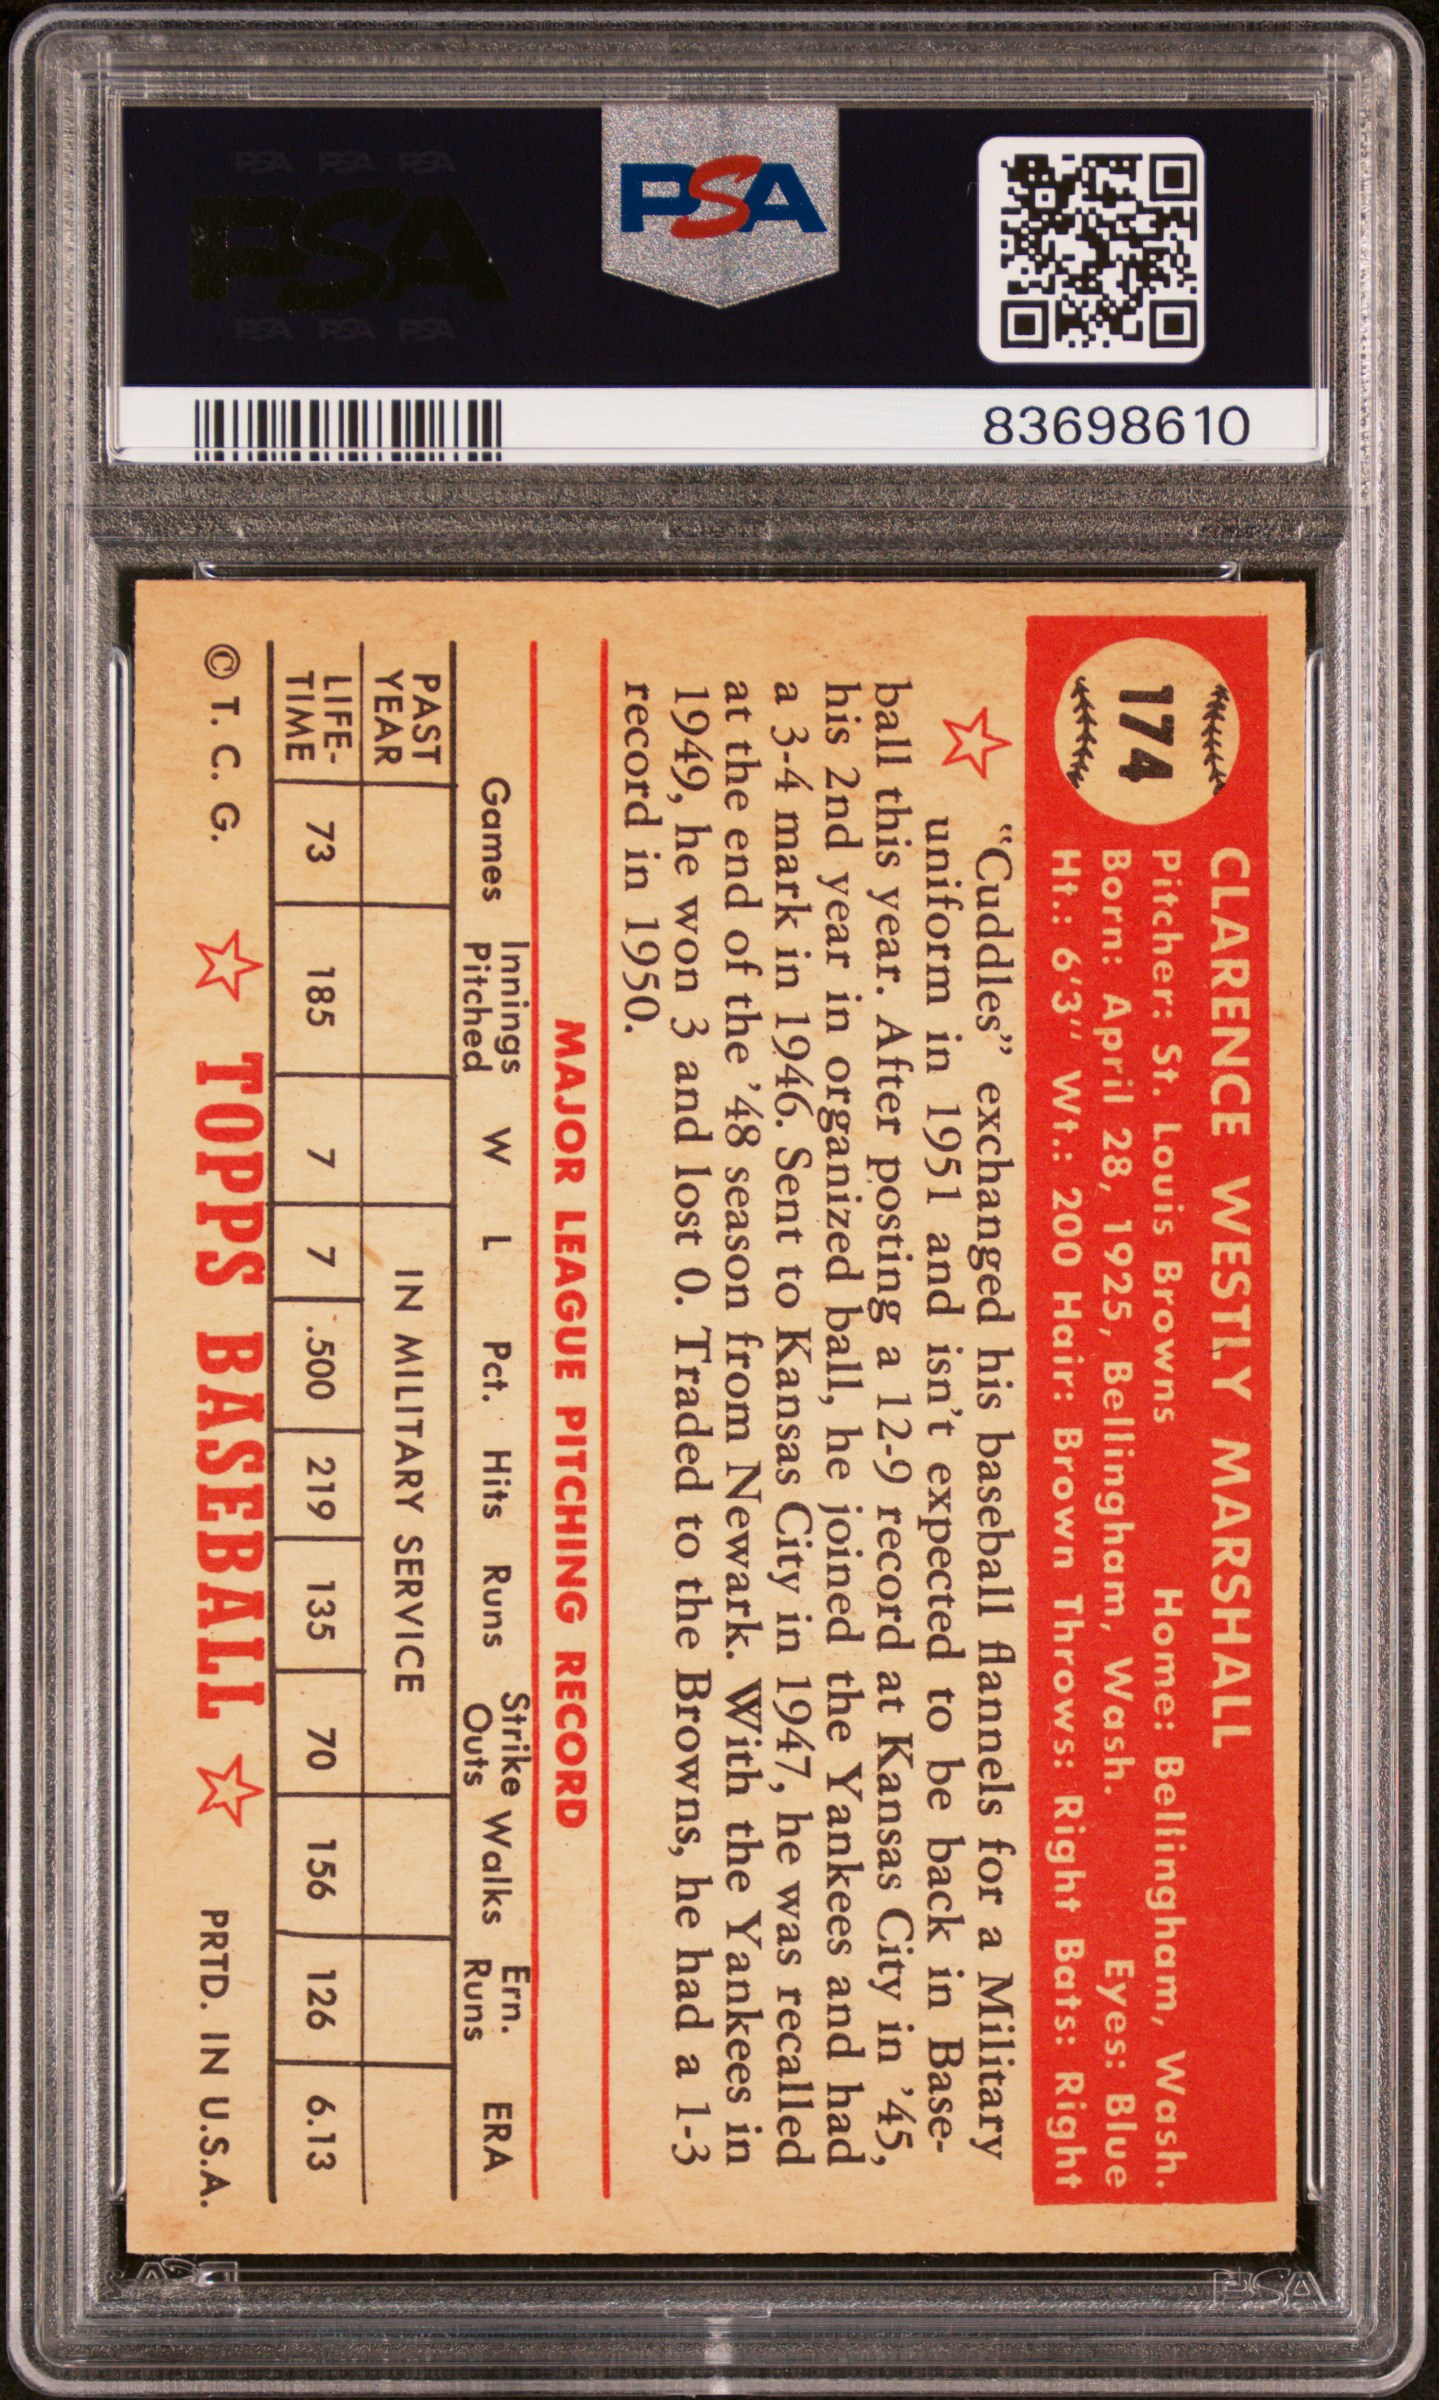 PSA PSA PSA
PSA
PSA PSA PSA
PSA
83698610
174
CLARENCE WESTLY MARSHALL
Pitcher: St. Louis Browns Home: Bellingham, Wash.
Born: April 28, 1925, Bellingham, Wash. Eyes: Blue
Ht.: 6'3" Wt.: 200 Hair: Brown Throws: Right Bats: Right
"Cuddles" exchanged his baseball flannels for a Military
uniform in 1951 and isn't expected to be back in Base-
ball this year. After posting a 12-9 record at Kansas City in '45,
his 2nd year in organized ball, he joined the Yankees and had
a 3-4 mark in 1946. Sent to Kansas City in 1947, he was recalled
at the end of the '48 season from Newark. With the Yankees in
1949, he won 3 and lost 0. Traded to the Browns, he had a 1-3
record in 1950.
MAJOR LEAGUE PITCHING RECORD
Games Innings Pitched W L Pct. Hits Runs Strike Outs Walks Ern. Runs ERA
PAST YEAR IN MILITARY SERVICE
LIFE-TIME 73 185 7 7 .500 219 135 70 156 126 6.13
© T. C. G. TOPPS BASEBALL PRTD. IN U.S.A.
PSA
PSA